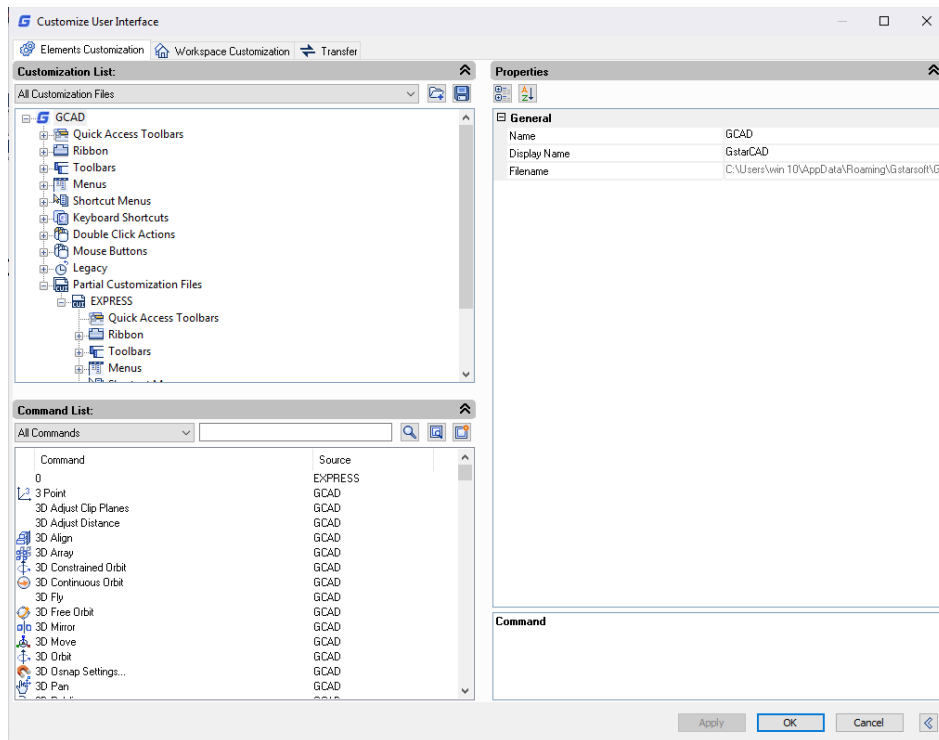 Customize User Interface
Elements Customization Workspace Customization Transfer
Customization List:
All Customization Files
GCAD
Quick Access Toolbars
Ribbon
Toolbars
Menus
Shortcut Menus
Keyboard Shortcuts
Double Click Actions
Mouse Buttons
Legacy
Partial Customization Files
EXPRESS
Quick Access Toolbars
Ribbon
Toolbars
Menus
Command List:
All Commands
Command Source
0 EXPRESS
3 Point GCAD
3D Adjust Clip Planes GCAD
3D Adjust Distance GCAD
3D Align GCAD
3D Array GCAD
3D Constrained Orbit GCAD
3D Continuous Orbit GCAD
3D Fly GCAD
3D Free Orbit GCAD
3D Mirror GCAD
3D Move GCAD
3D Orbit GCAD
3D Osnap Settings... GCAD
3D Pan GCAD
Properties
General
Name GCAD
Display Name GstarCAD
Filename C:\Users\win 10\AppData\Roaming\Gstarsoft\G
Command
Apply OK Cancel